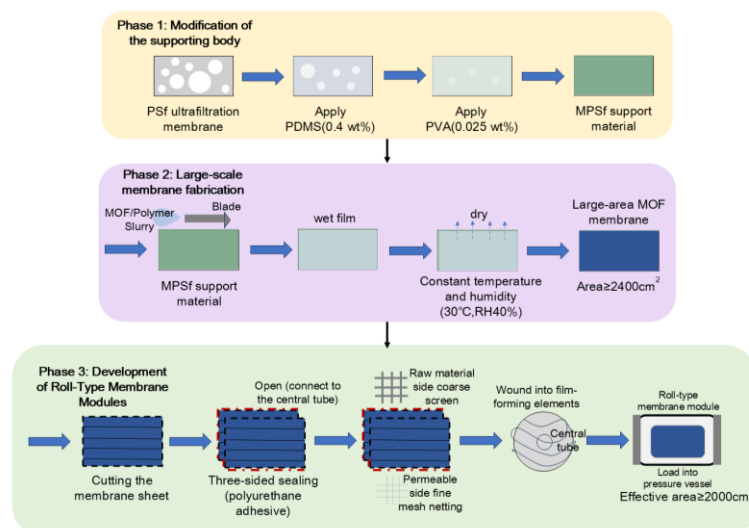 Phase 1: Modification of
the supporting body
PSf ultrafiltration
membrane
Apply
PDMS(0.4 wt%)
Apply
PVA(0.025 wt%)
MPSf support
material
Phase 2: Large-scale
membrane fabrication
MOF/Polymer
Slurry
Blade
MPSf support
material
wet film
dry
Constant temperature
and humidity
(30°C,RH40%)
Large-area MOF
membrane
Area≥2400cm²
Phase 3: Development
of Roll-Type Membrane
Modules
Cutting the
membrane sheet
Open (connect to
the central tube)
Three-sided sealing
(polyurethane
adhesive)
Raw material
side coarse
screen
Permeable
side fine
mesh netting
Wound into film-
forming elements
Central
tube
Roll-type
membrane module
Load into
pressure vessel
Effective area≥2000cm